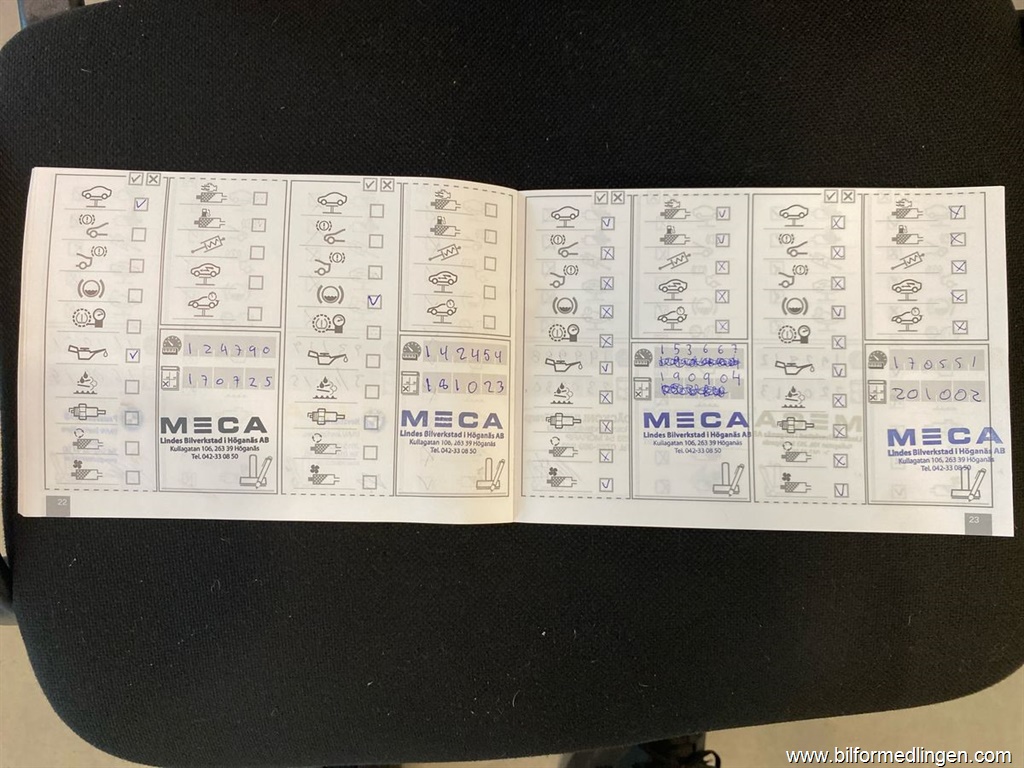 124790
170725
MECA
Lindes Bilverkstad i Höganäs AB
Kullagatan 106, 263 39 Höganäs
Tel. 042-33 08 50
22
142454
181023
MECA
Lindes Bilverkstad i Höganäs AB
Kullagatan 106, 263 39 Höganäs
Tel. 042-33 08 50
153667
190904
MECA
Lindes Bilverkstad i Höganäs AB
Kullagatan 106, 263 39 Höganäs
Tel. 042-33 08 50
170551
201002
MECA
Lindes Bilverkstad i Höganäs AB
Kullagatan 106, 263 39 Höganäs
Tel. 042-33 08 50
23
www.bilformedlingen.com